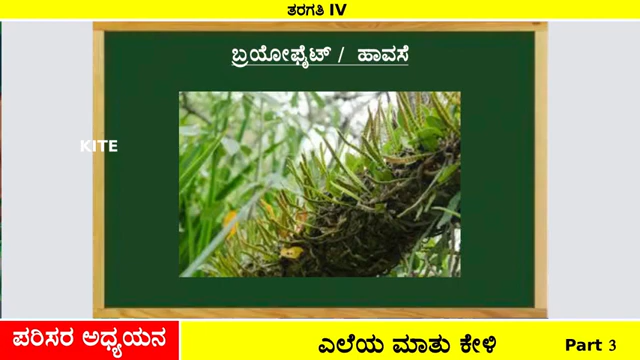 ತರಗತಿ IV
ಬ್ರಯೋಫೈಟ್ / ಹಾವಸೆ
KITE
ಪರಿಸರ ಅಧ್ಯಯನ
ಎಲೆಯ ಮಾತು ಕೇಳಿ
Part 3